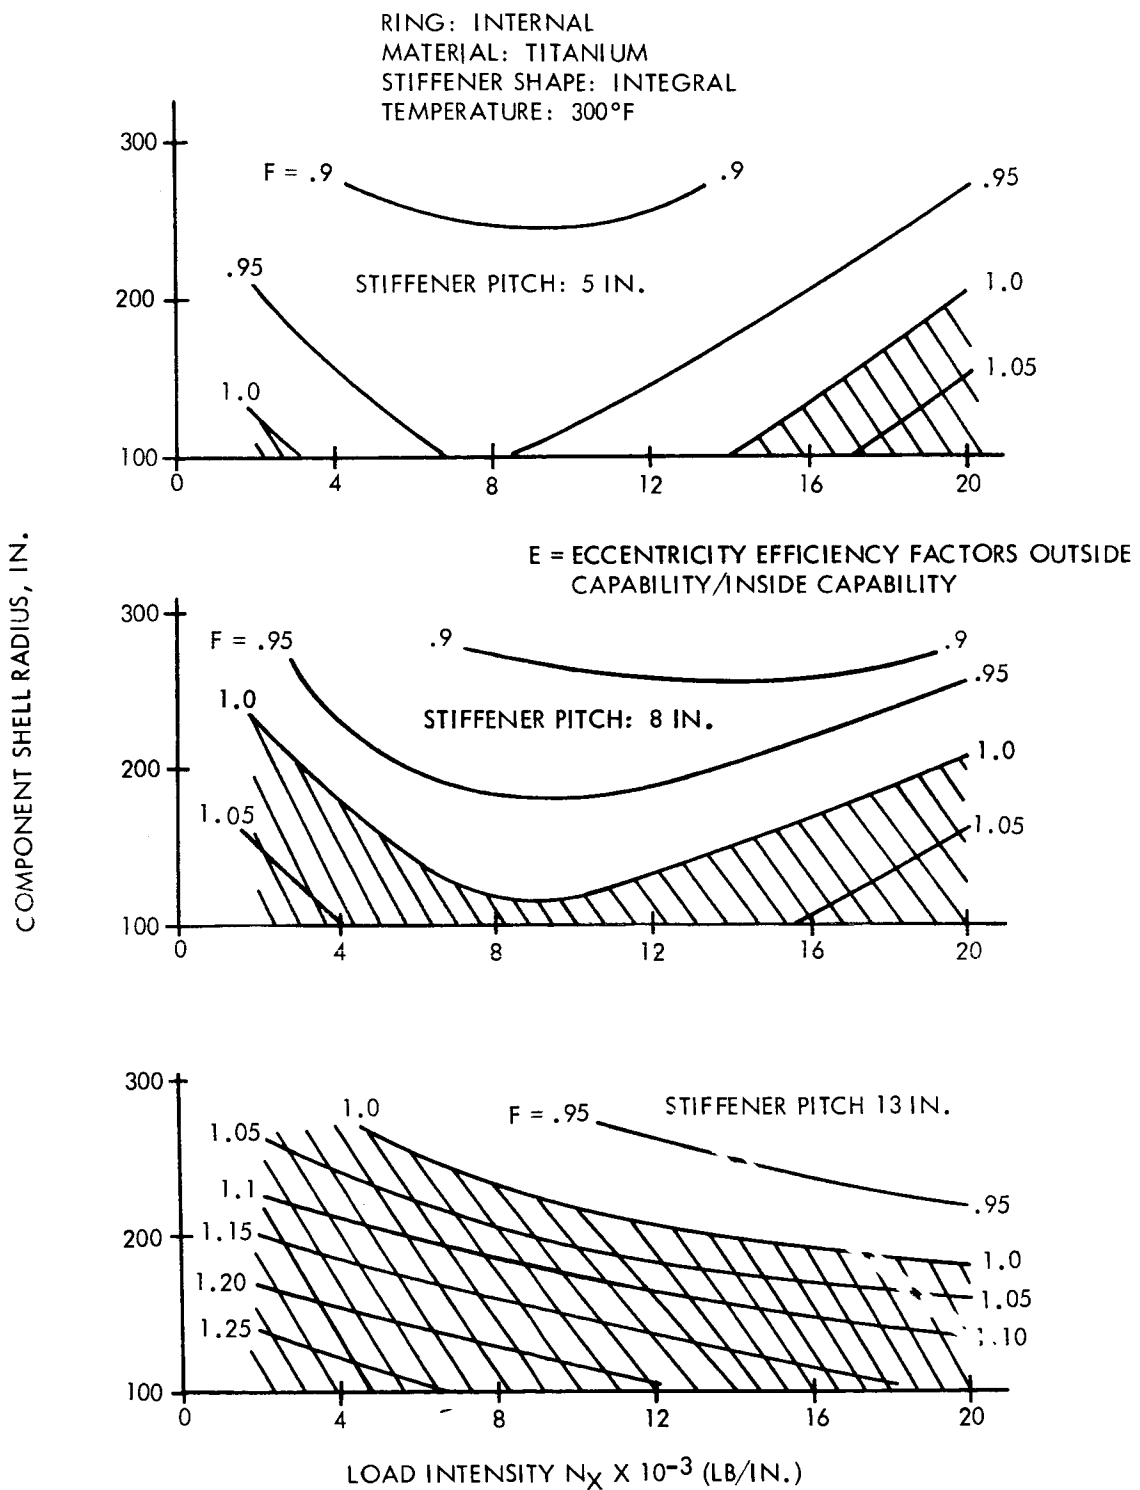 RING: INTERNAL
MATERIAL: TITANIUM
STIFFENER SHAPE: INTEGRAL
TEMPERATURE: 300°F
300
F = .9
.9
.95
.95
STIFFENER PITCH: 5 IN.
200
1.0
1.05
1.0
100
0 4 8 12 16 20
E = ECCENTRICITY EFFICIENCY FACTORS OUTSIDE
CAPABILITY/INSIDE CAPABILITY
COMPONENT SHELL RADIUS, IN.
300
F = .95
.9
.9
.95
1.0
STIFFENER PITCH: 8 IN.
200
1.0
1.05
1.05
100
0 4 8 12 16 20
300
1.0
F = .95
STIFFENER PITCH 13 IN.
1.05
1.1
.95
200
1.15
1.0
1.20
1.05
1.25
1.10
100
0 4 8 12 16 20
LOAD INTENSITY NX X 10-3 (LB/IN.)